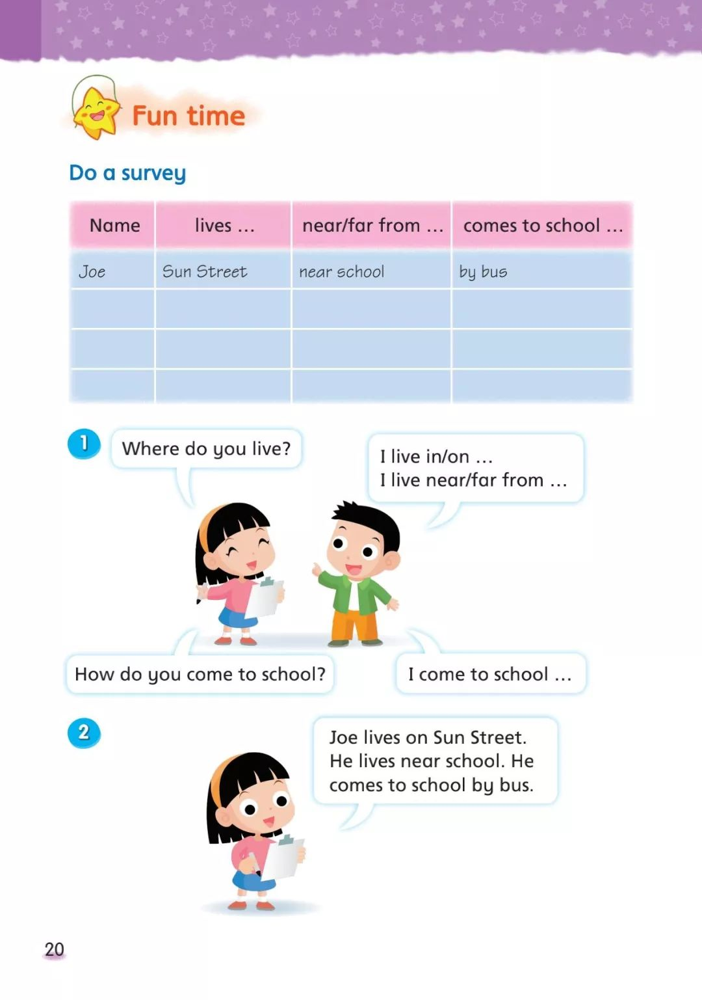 Fun time
Do a survey
Name lives … near/far from … comes to school …
Joe Sun Street near school by bus
1
Where do you live?
I live in/on …
I live near/far from …
How do you come to school?
I come to school …
2
Joe lives on Sun Street.
He lives near school. He
comes to school by bus.
20